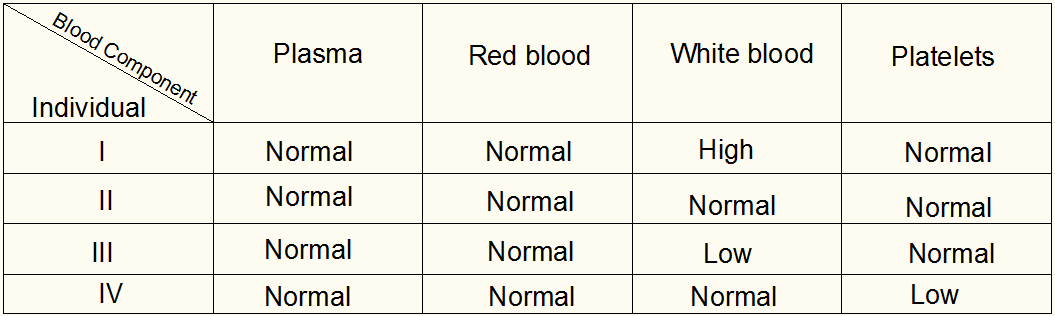 Blood Component
Individual
Plasma
Red blood
White blood
Platelets
I Normal Normal High Normal
II Normal Normal Normal Normal
III Normal Normal Low Normal
IV Normal Normal Normal Low